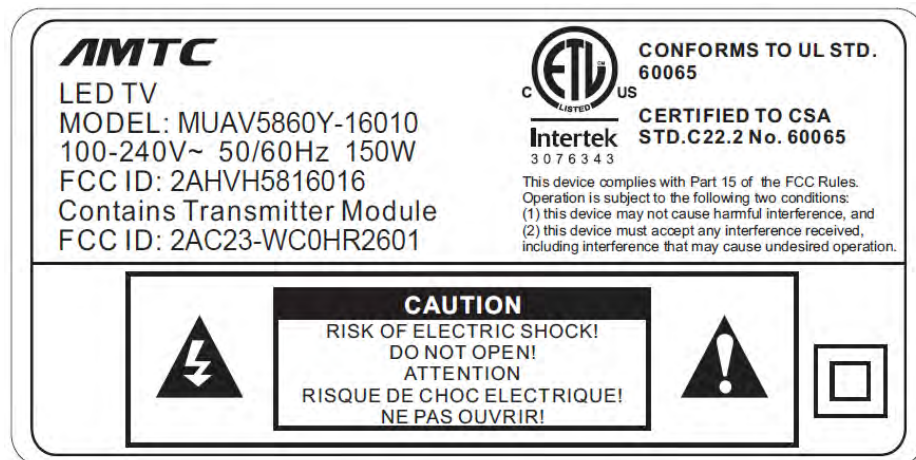 AMTC
LED TV
MODEL: MUAV5860Y-16010
100-240V~ 50/60Hz 150W
FCC ID: 2AHVH5816016
Contains Transmitter Module
FCC ID: 2AC23-WC0HR2601
ETL
CM
C
US
LISTED
Intertek
3076343
CONFORMS TO UL STD.
60065
CERTIFIED TO CSA
STD.C22.2 No. 60065
This device complies with Part 15 of the FCC Rules.
Operation is subject to the following two conditions:
(1) this device may not cause harmful interference, and
(2) this device must accept any interference received,
including interference that may cause undesired operation.
CAUTION
RISK OF ELECTRIC SHOCK!
DO NOT OPEN!
ATTENTION
RISQUE DE CHOC ELECTRIQUE!
NE PAS OUVRIR!